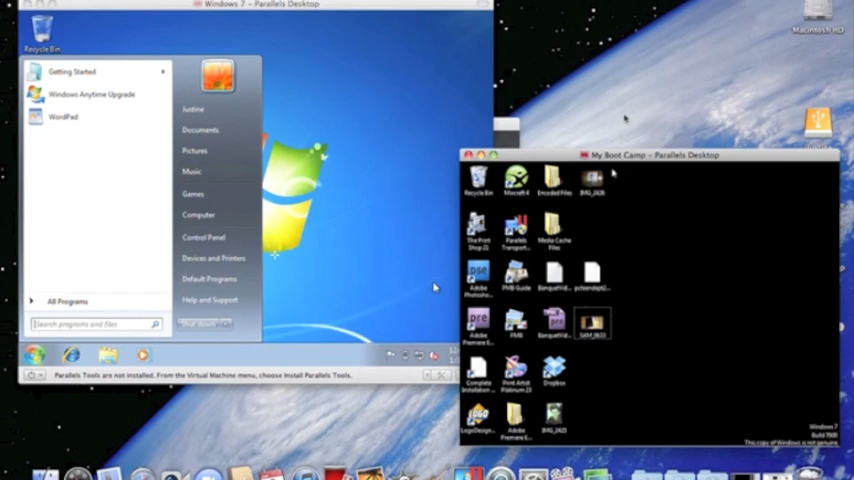 Windows 7 - Parallels Desktop
Recycle Bin
Macintosh HD
Getting Started
Windows Anytime Upgrade
WordPad
Justine
Documents
Pictures
Music
Games
Computer
Control Panel
Devices and Printers
Default Programs
Help and Support
All Programs
Search programs and files
Shut down
Parallels Tools are not installed. From the Virtual Machine menu, choose Install Parallels Tools.
My Boot Camp - Parallels Desktop
Recycle Bin
Encoded Files
IMG_2426
The Print Shop 21
Parallels Transport...
Media Cache Files
Adobe Photosho...
PMB Guide
BanquetVid...
Adobe Premiere E...
PMB
BanquetVid...
SAM_0633
Complete Installation ...
Print Artist Platinum 23
Dropbox
LogoDesign...
Adobe Premiere E...
IMG_2425
Windows 7
Build 7600
This copy of Windows is not genuine